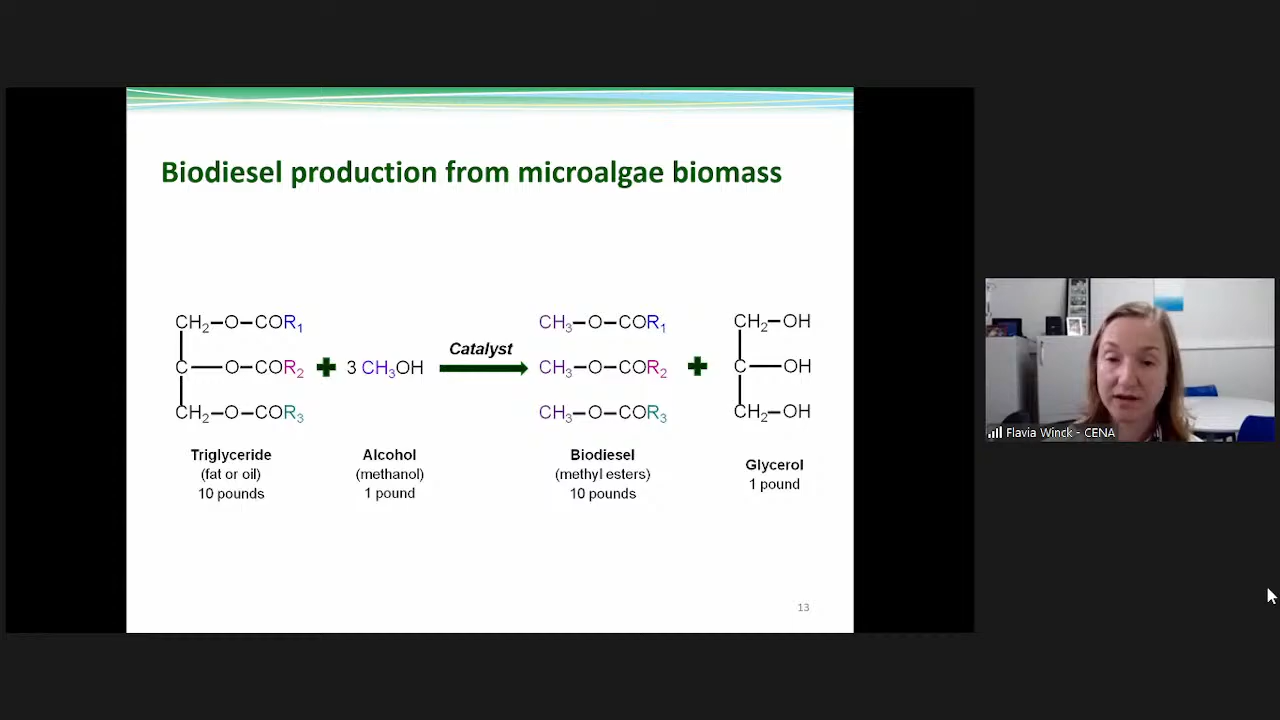 Biodiesel production from microalgae biomass
CH2–O–COR1
C–O–COR2
CH2–O–COR3
+
3 CH3OH
Catalyst
CH3–O–COR1
CH3–O–COR2
CH3–O–COR3
+
CH2–OH
C–OH
CH2–OH
Triglyceride
(fat or oil)
10 pounds
Alcohol
(methanol)
1 pound
Biodiesel
(methyl esters)
10 pounds
Glycerol
1 pound
13
Flavia Winck - CENA